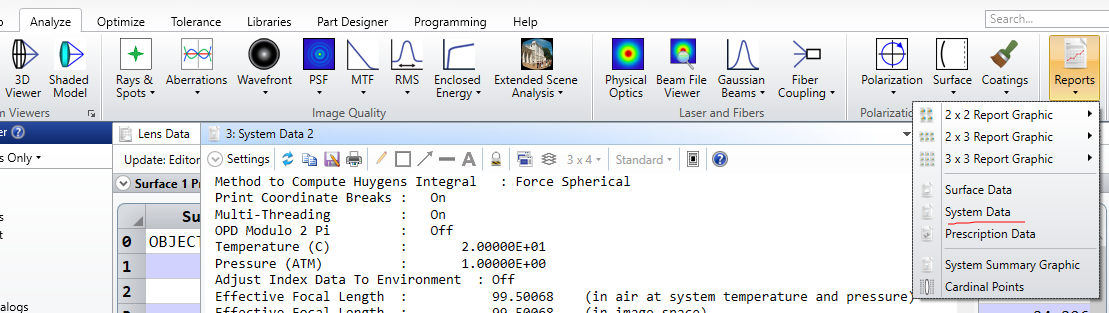 Analyze Optimize Tolerance Libraries Part Designer Programming Help
Search...
3D Viewer
Shaded Model
Rays & Spots
Aberrations
Wavefront
PSF
MTF
RMS
Enclosed Energy
Extended Scene Analysis
Physical Optics
Beam File Viewer
Gaussian Beams
Fiber Coupling
Polarization
Surface
Coatings
Reports
Viewers
Image Quality
Laser and Fibers
2 x 2 Report Graphic
2 x 3 Report Graphic
3 x 3 Report Graphic
Surface Data
System Data
Prescription Data
System Summary Graphic
Cardinal Points
s Only
Lens Data
3: System Data 2
Update: Editor
Settings
3 x 4
Standard
Surface 1 Pr
Su
0 OBJECT
1
2
3
Method to Compute Huygens Integral : Force Spherical
Print Coordinate Breaks : On
Multi-Threading : On
OPD Modulo 2 Pi : Off
Temperature (C) : 2.00000E+01
Pressure (ATM) : 1.00000E+00
Adjust Index Data To Environment : Off
Effective Focal Length : 99.50068 (in air at system temperature and pressure)
Effective Focal Length : 99.50068 (in image space)
alogs